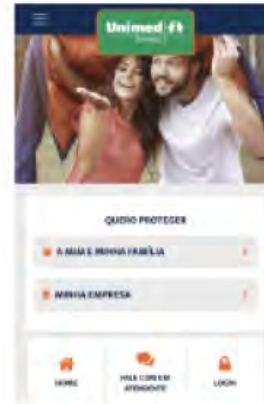 Unimed
QUERO PROTEGER
A MIM E MINHA FAMÍLIA
MINHA EMPRESA
HOME
FALE COM UM
ATENDENTE
LOGIN